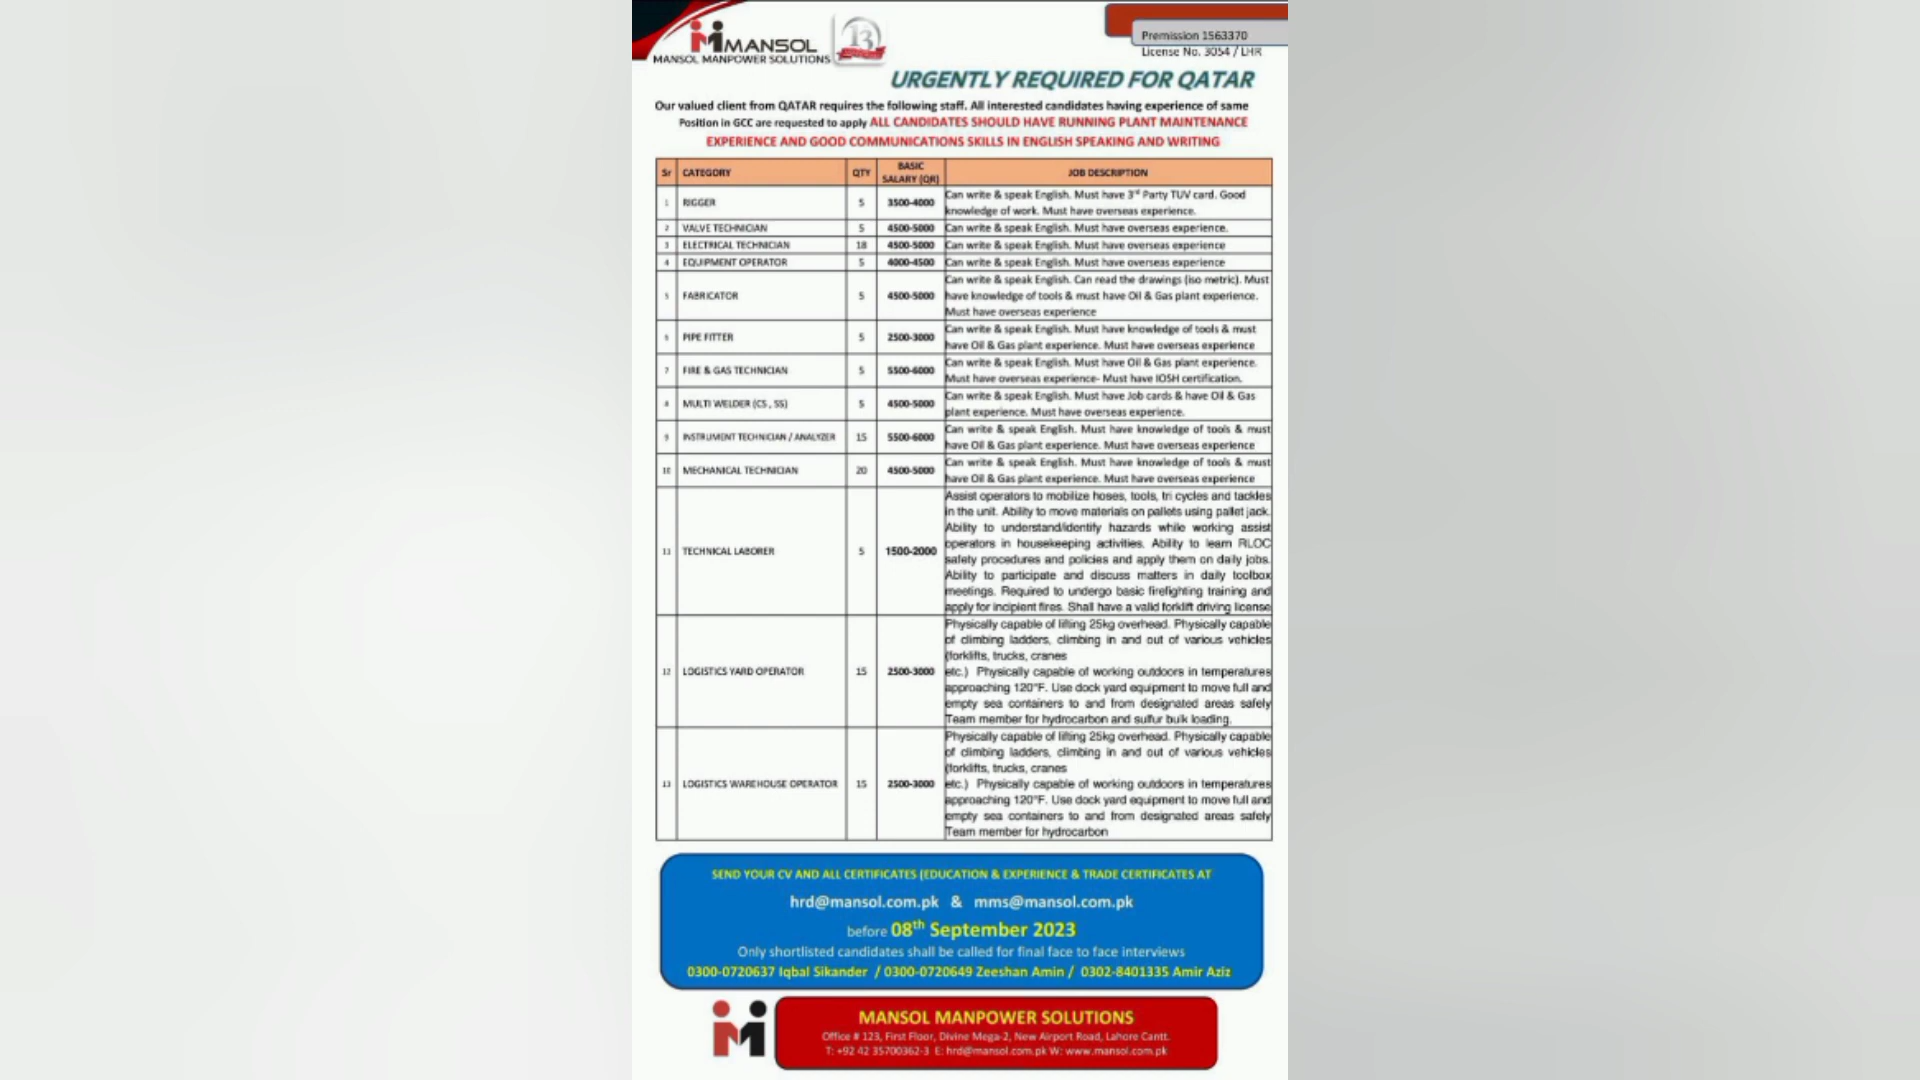 MANSOL
MANSOL MANPOWER SOLUTIONS
13
Premission 1563370
License No. 3054 / LHR
URGENTLY REQUIRED FOR QATAR
Our valued client from QATAR requires the following staff. All interested candidates having experience of same
Position in GCC are requested to apply ALL CANDIDATES SHOULD HAVE RUNNING PLANT MAINTENANCE
EXPERIENCE AND GOOD COMMUNICATIONS SKILLS IN ENGLISH SPEAKING AND WRITING
Sr CATEGORY QTY BASIC SALARY (QR) JOB DESCRIPTION
1 RIGGER 5 3500-4000 Can write & speak English. Must have 3rd Party TUV card. Good
knowledge of work. Must have overseas experience.
2 VALVE TECHNICIAN 5 4500-5000 Can write & speak English. Must have overseas experience.
3 ELECTRICAL TECHNICIAN 18 4500-5000 Can write & speak English. Must have overseas experience
4 EQUIPMENT OPERATOR 5 4000-4500 Can write & speak English. Must have overseas experience
5 FABRICATOR 5 4500-5000 Can write & speak English. Can read the drawings (iso metric). Must
have knowledge of tools & must have Oil & Gas plant experience.
Must have overseas experience
6 PIPE FITTER 5 2500-3000 Can write & speak English. Must have knowledge of tools & must
have Oil & Gas plant experience. Must have overseas experience
7 FIRE & GAS TECHNICIAN 5 5500-6000 Can write & speak English. Must have Oil & Gas plant experience.
Must have overseas experience- Must have IOSH certification.
8 MULTI WELDER (CS , SS) 5 4500-5000 Can write & speak English. Must have Job cards & have Oil & Gas
plant experience. Must have overseas experience.
9 INSTRUMENT TECHNICIAN / ANALYZER 15 5500-6000 Can write & speak English. Must have knowledge of tools & must
have Oil & Gas plant experience. Must have overseas experience
10 MECHANICAL TECHNICIAN 20 4500-5000 Can write & speak English. Must have knowledge of tools & must
have Oil & Gas plant experience. Must have overseas experience
11 TECHNICAL LABORER 5 1500-2000 Assist operators to mobilize hoses, tools, tri cycles and tackles
in the unit. Ability to move materials on pallets using pallet jack.
Ability to understand/identify hazards while working assist
operators in housekeeping activities. Ability to learn RLOC
safety procedures and policies and apply them on daily jobs.
Ability to participate and discuss matters in daily toolbox
meetings. Required to undergo basic firefighting training and
apply for incipient fires. Shall have a valid forklift driving license
12 LOGISTICS YARD OPERATOR 15 2500-3000 Physically capable of lifting 25kg overhead. Physically capable
of climbing ladders, climbing in and out of various vehicles
(forklifts, trucks, cranes
etc.) Physically capable of working outdoors in temperatures
approaching 120°F. Use dock yard equipment to move full and
empty sea containers to and from designated areas safely
Team member for hydrocarbon and sulfur bulk loading.
13 LOGISTICS WAREHOUSE OPERATOR 15 2500-3000 Physically capable of lifting 25kg overhead. Physically capable
of climbing ladders, climbing in and out of various vehicles
(forklifts, trucks, cranes
etc.) Physically capable of working outdoors in temperatures
approaching 120°F. Use dock yard equipment to move full and
empty sea containers to and from designated areas safely
Team member for hydrocarbon
SEND YOUR CV AND ALL CERTIFICATES (EDUCATION & EXPERIENCE & TRADE CERTIFICATES AT
hrd@mansol.com.pk & mms@mansol.com.pk
before 08th September 2023
Only shortlisted candidates shall be called for final face to face interviews
0300-0720637 Iqbal Sikander / 0300-0720649 Zeeshan Amin / 0302-8401335 Amir Aziz
MANSOL MANPOWER SOLUTIONS
Office # 123, First Floor, Divine Mega-2, New Airport Road, Lahore Cantt.
T: +92 42 35700362-3 E: hrd@mansol.com.pk W: www.mansol.com.pk